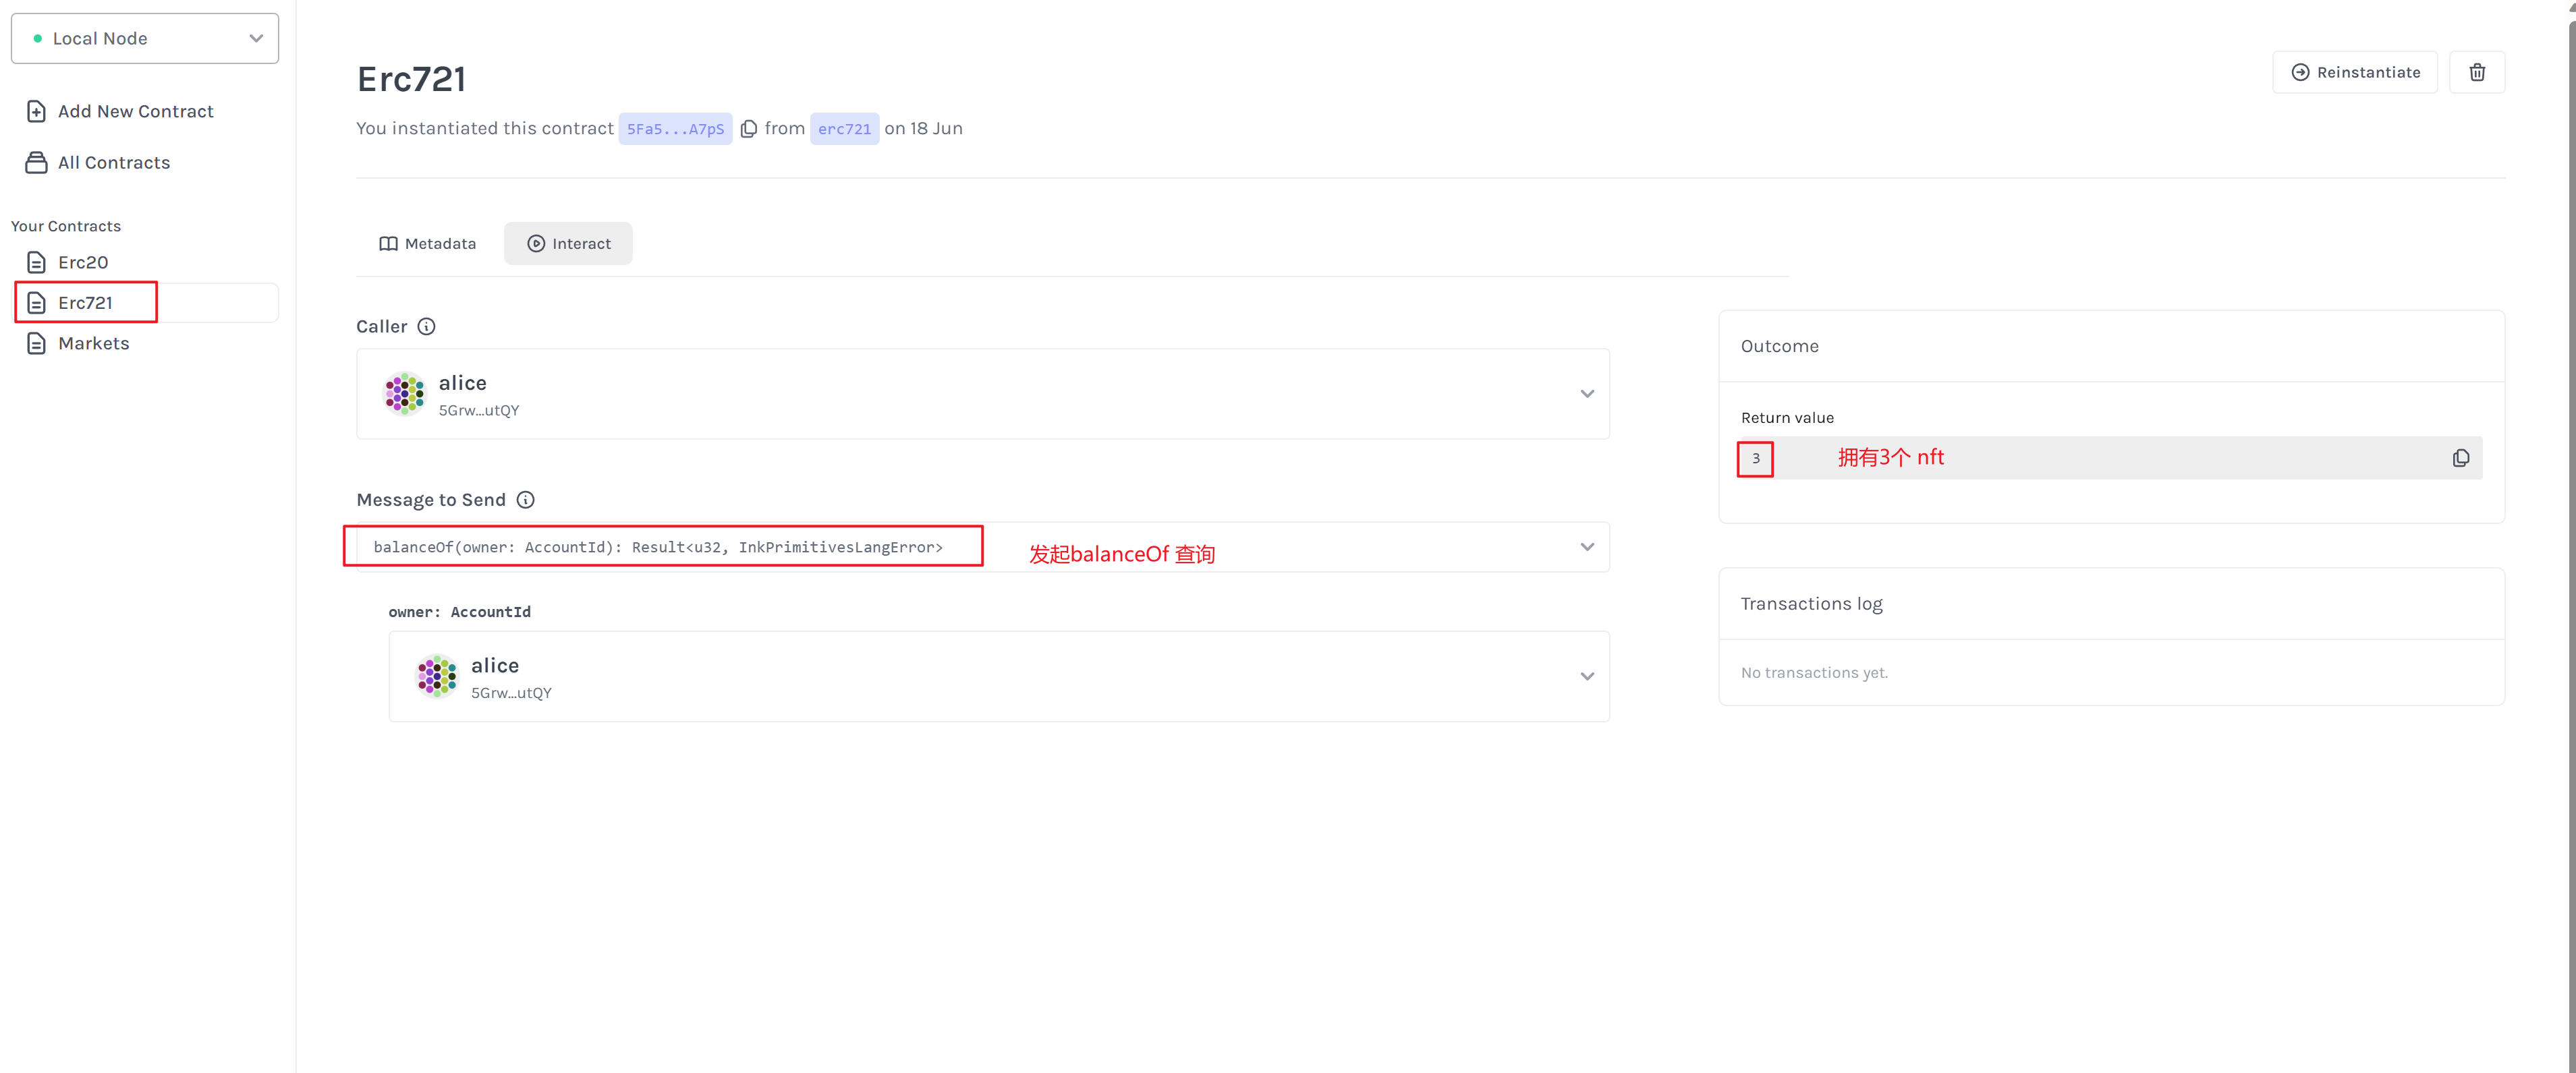 Local Node
Add New Contract
All Contracts
Your Contracts
Erc20
Erc721
Markets
Erc721
Reinstantiate
You instantiated this contract 5Fa5...A7pS from erc721 on 18 Jun
Metadata
Interact
Caller
alice
5Grw...utQY
Message to Send
balanceOf(owner: AccountId): Result<u32, InkPrimitivesLangError>
发起balanceOf 查询
owner: AccountId
alice
5Grw...utQY
Outcome
Return value
3
拥有3个 nft
Transactions log
No transactions yet.